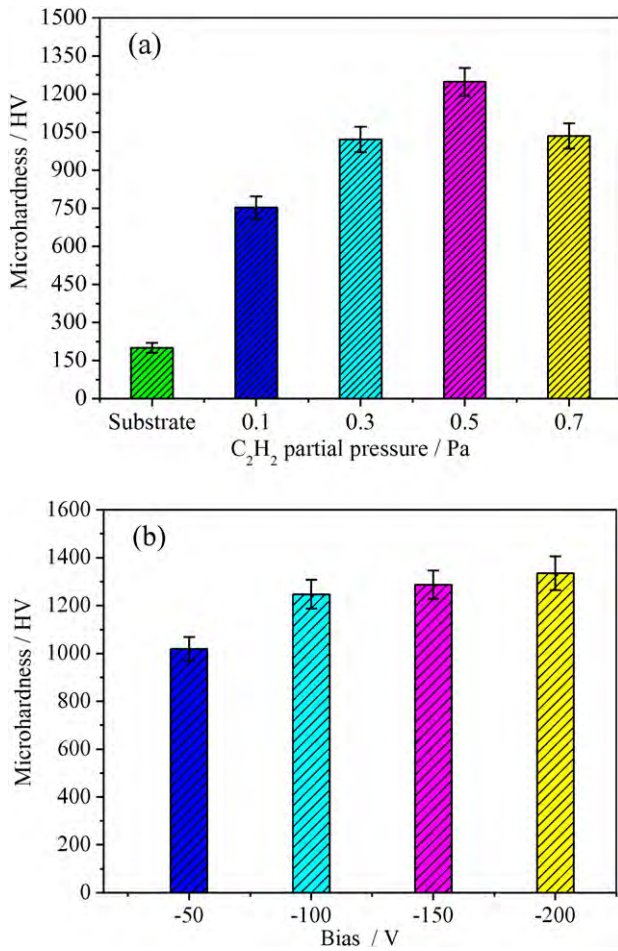 (a)
Microhardness / HV
1500
1350
1200
1050
900
750
600
450
300
150
0
Substrate 0.1 0.3 0.5 0.7
C₂H₂ partial pressure / Pa
(b)
Microhardness / HV
1600
1400
1200
1000
800
600
400
200
0
-50 -100 -150 -200
Bias / V